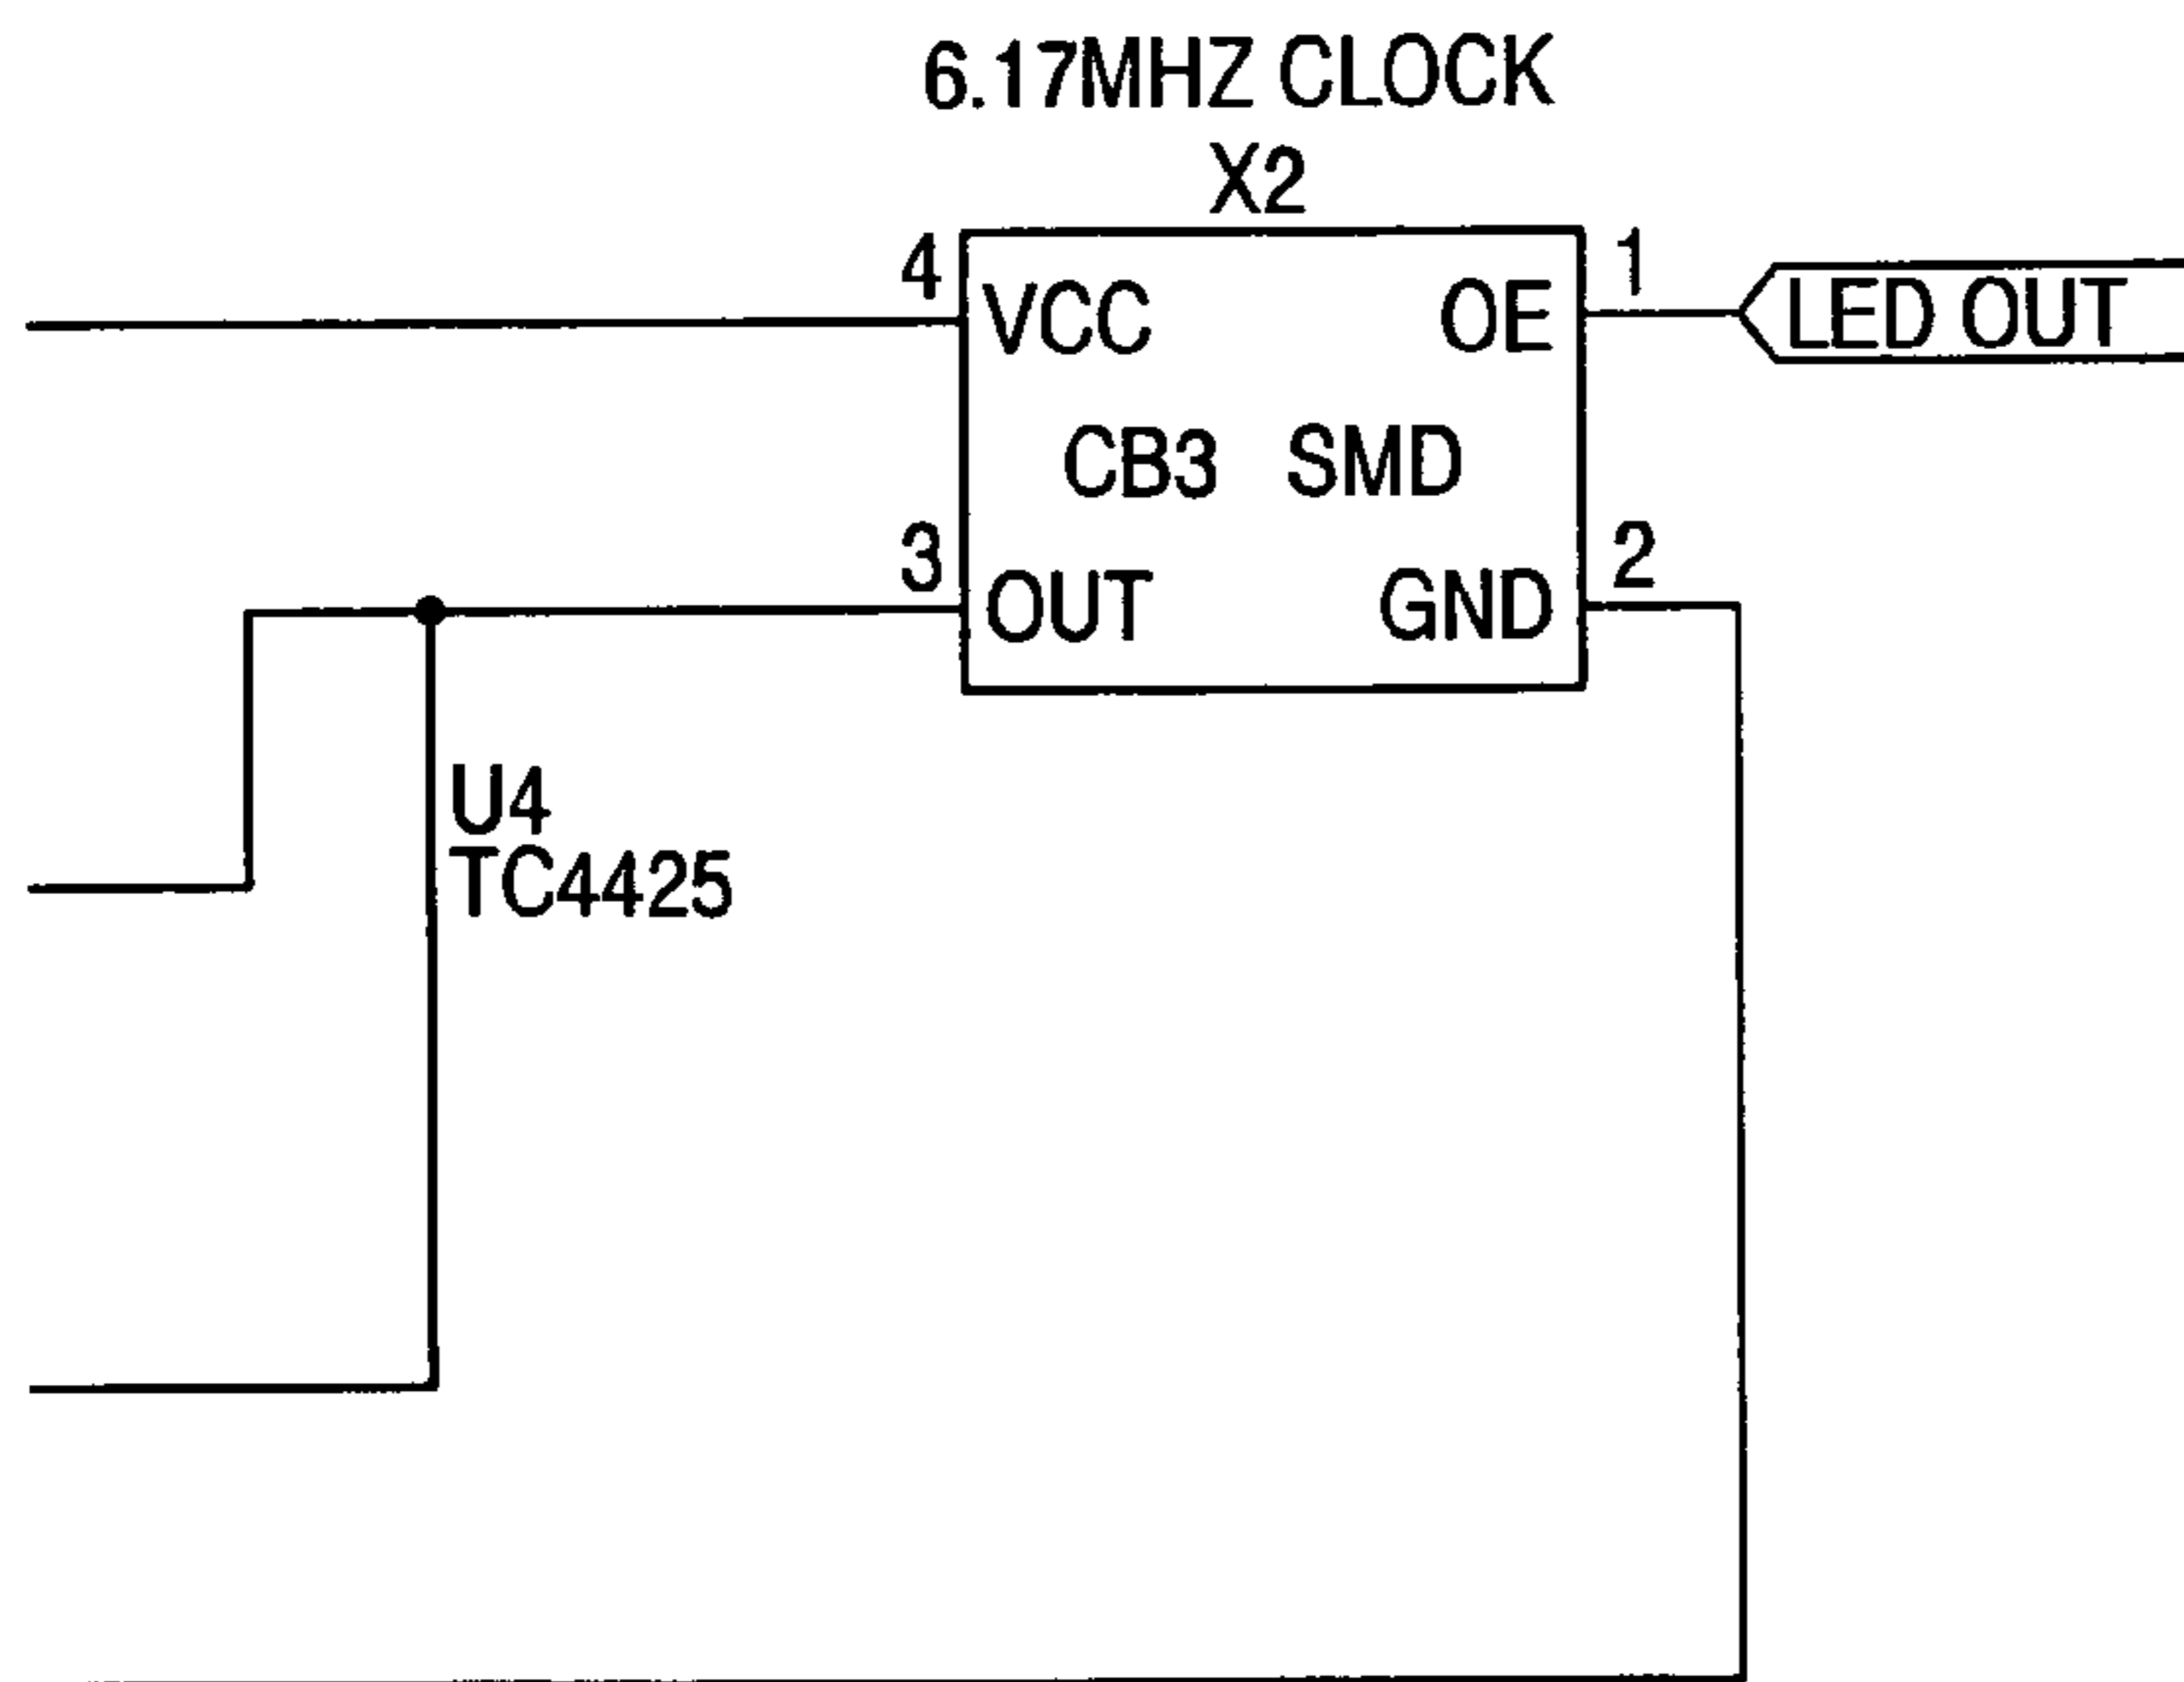 6.17MHZ CLOCK
X2
4
1
VCC
OE
LED OUT
CB3 SMD
3
2
OUT
GND
U4
TC4425